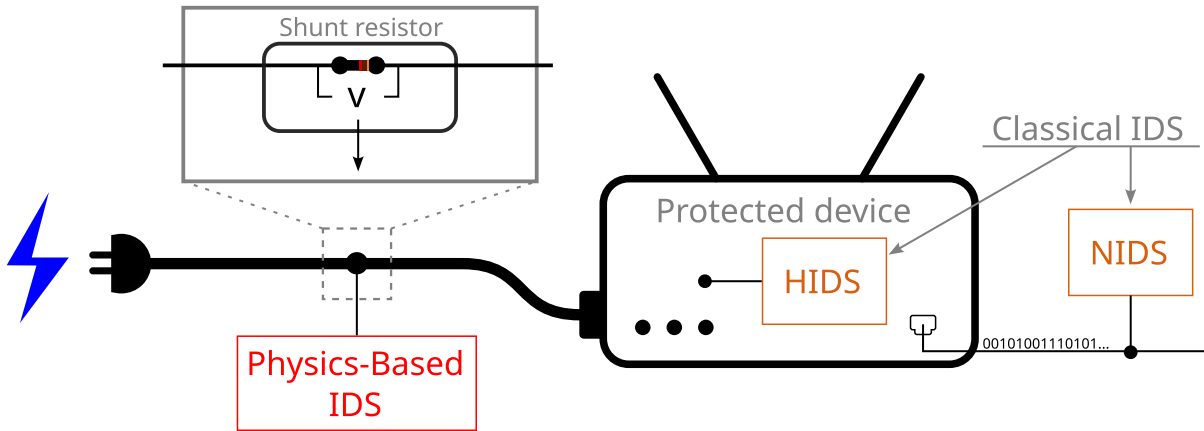 Shunt resistor
V
Classical IDS
Protected device
HIDS
NIDS
00101001110101...
Physics-Based
IDS